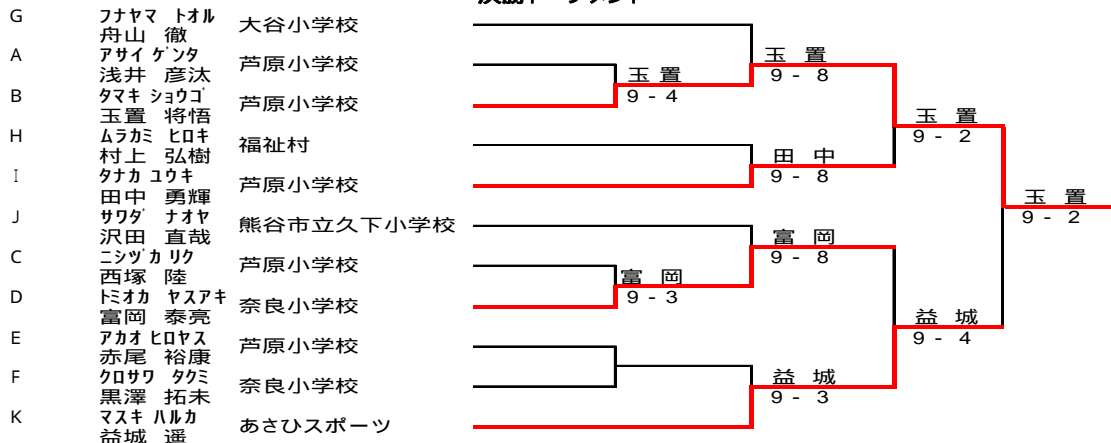 G フナヤマ トオル
舟山 徹 大谷小学校
A アサイ ゲンタ
浅井 彦汰 芦原小学校
B タマキ ショウゴ
玉置 将悟 芦原小学校
H ムラカミ ヒロキ
村上 弘樹 福祉村
I タナカ ユウキ
田中 勇輝 芦原小学校
J サワダ ナオヤ
沢田 直哉 熊谷市立久下小学校
C ニシヅカ リク
西塚 陸 芦原小学校
D トミオカ ヤスアキ
富岡 泰亮 奈良小学校
E アカオ ヒロヤス
赤尾 裕康 芦原小学校
F クロサワ タクミ
黒澤 拓未 奈良小学校
K マスキ ハルカ
益城 遥 あさひスポーツ
玉置
9 - 4
富岡
9 - 3
玉置
9 - 8
田中
9 - 8
富岡
9 - 8
益城
9 - 3
玉置
9 - 2
益城
9 - 4
玉置
9 - 2